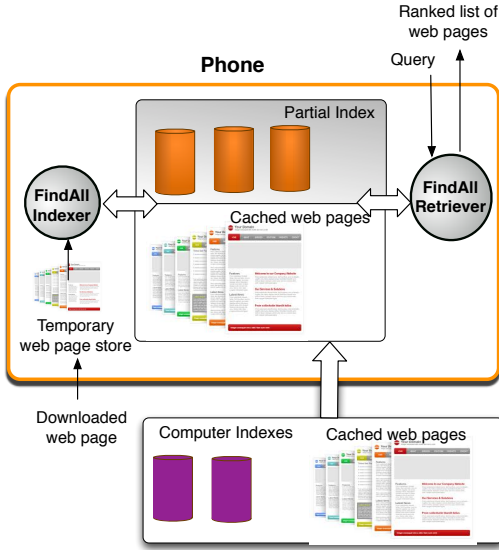 Ranked list of
web pages
Query
Phone
Partial Index
FindAll
Indexer
FindAll
Retriever
Cached web pages
Temporary
web page store
Downloaded
web page
Computer Indexes
Cached web pages